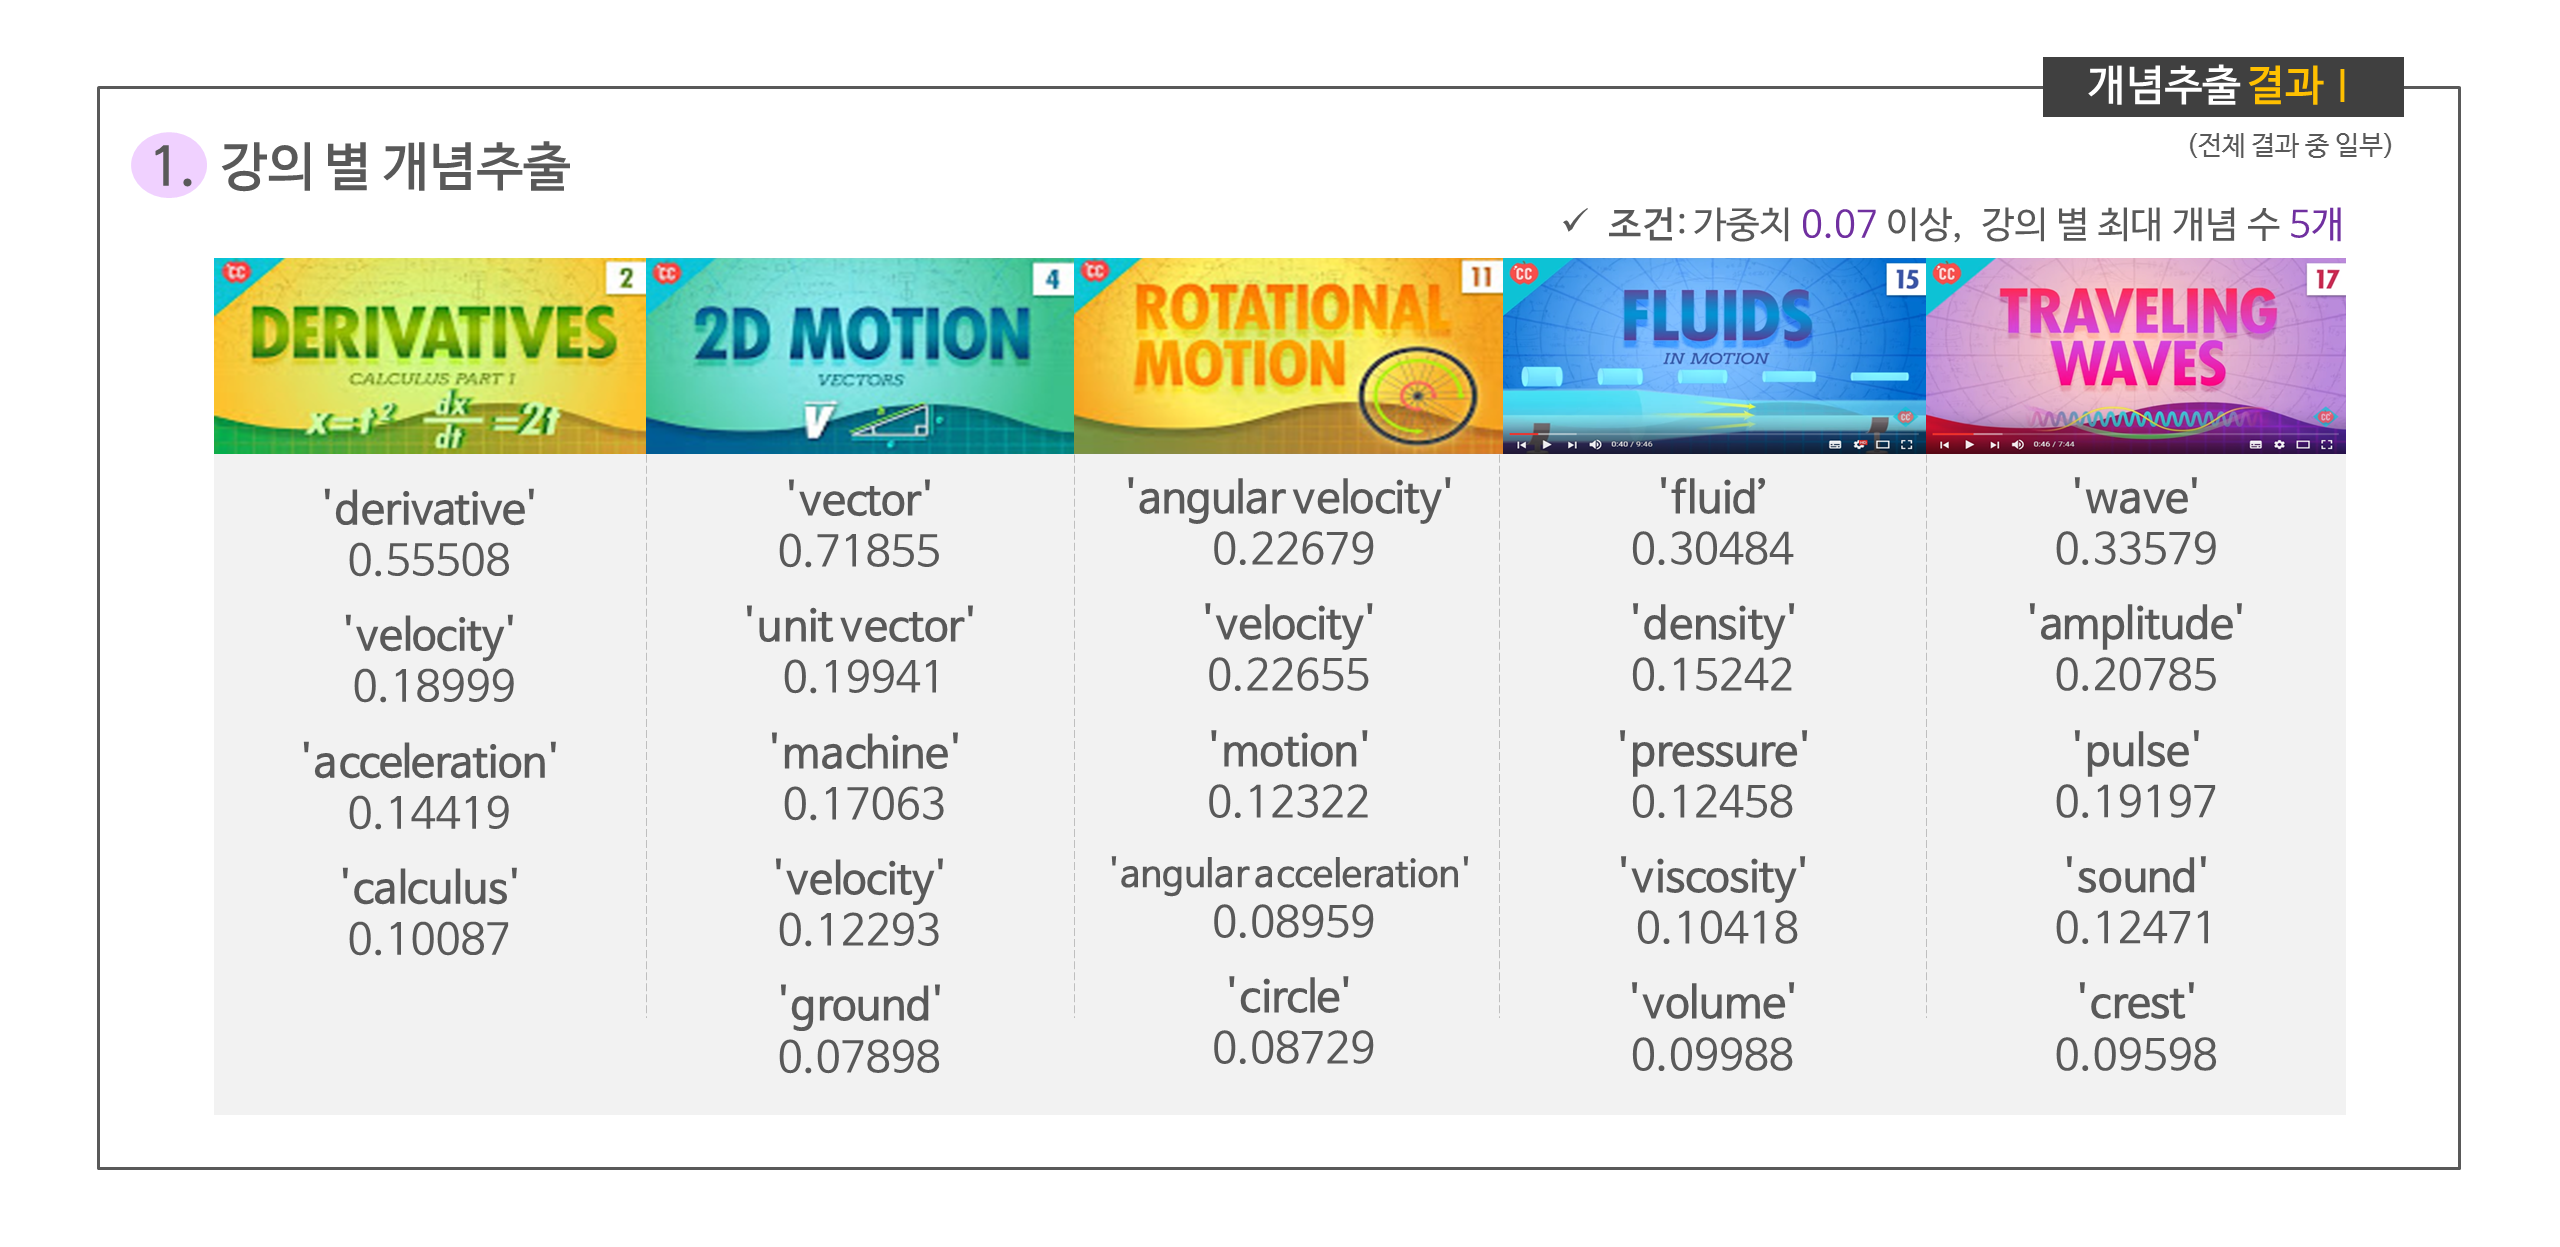 개념추출 결과 I
(전체 결과 중 일부)
1. 강의 별 개념추출
✓ 조건: 가중치 0.07 이상, 강의 별 최대 개념 수 5개
CC
2
DERIVATIVES
CALCULUS PART 1
x=t² dx/dt =2t
CC
4
2D MOTION
VECTORS
V
CC
11
ROTATIONAL
MOTION
CC
15
FLUIDS
IN MOTION
CC
0:40 / 9:46
CC
17
TRAVELING
WAVES
CC
0:46 / 7:44
'derivative'
0.55508
'velocity'
0.18999
'acceleration'
0.14419
'calculus'
0.10087
'vector'
0.71855
'unit vector'
0.19941
'machine'
0.17063
'velocity'
0.12293
'ground'
0.07898
'angular velocity'
0.22679
'velocity'
0.22655
'motion'
0.12322
'angular acceleration'
0.08959
'circle'
0.08729
'fluid’
0.30484
'density'
0.15242
'pressure'
0.12458
'viscosity'
0.10418
'volume'
0.09988
'wave'
0.33579
'amplitude'
0.20785
'pulse'
0.19197
'sound'
0.12471
'crest'
0.09598